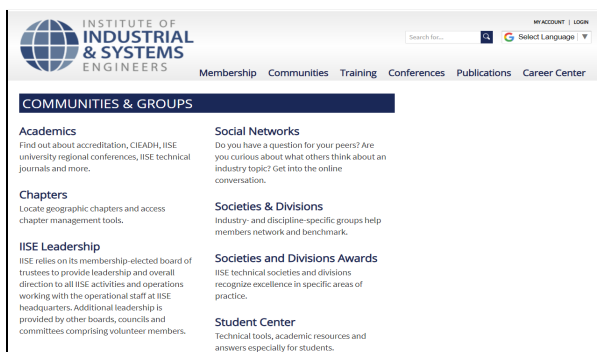 INSTITUTE OF
INDUSTRIAL
& SYSTEMS
ENGINEERS
MY ACCOUNT | LOGIN
Search for...
G Select Language ▼
Membership Communities Training Conferences Publications Career Center
COMMUNITIES & GROUPS
Academics
Find out about accreditation, CIEADH, IISE
university regional conferences, IISE technical
journals and more.
Chapters
Locate geographic chapters and access
chapter management tools.
IISE Leadership
IISE relies on its membership-elected board of
trustees to provide leadership and overall
direction to all IISE activities and operations
working with the operational staff at IISE
headquarters. Additional leadership is
provided by other boards, councils and
committees comprising volunteer members.
Social Networks
Do you have a question for your peers? Are
you curious about what others think about an
industry topic? Get into the online
conversation.
Societies & Divisions
Industry- and discipline-specific groups help
members network and benchmark.
Societies and Divisions Awards
IISE technical societies and divisions
recognize excellence in specific areas of
practice.
Student Center
Technical tools, academic resources and
answers especially for students.